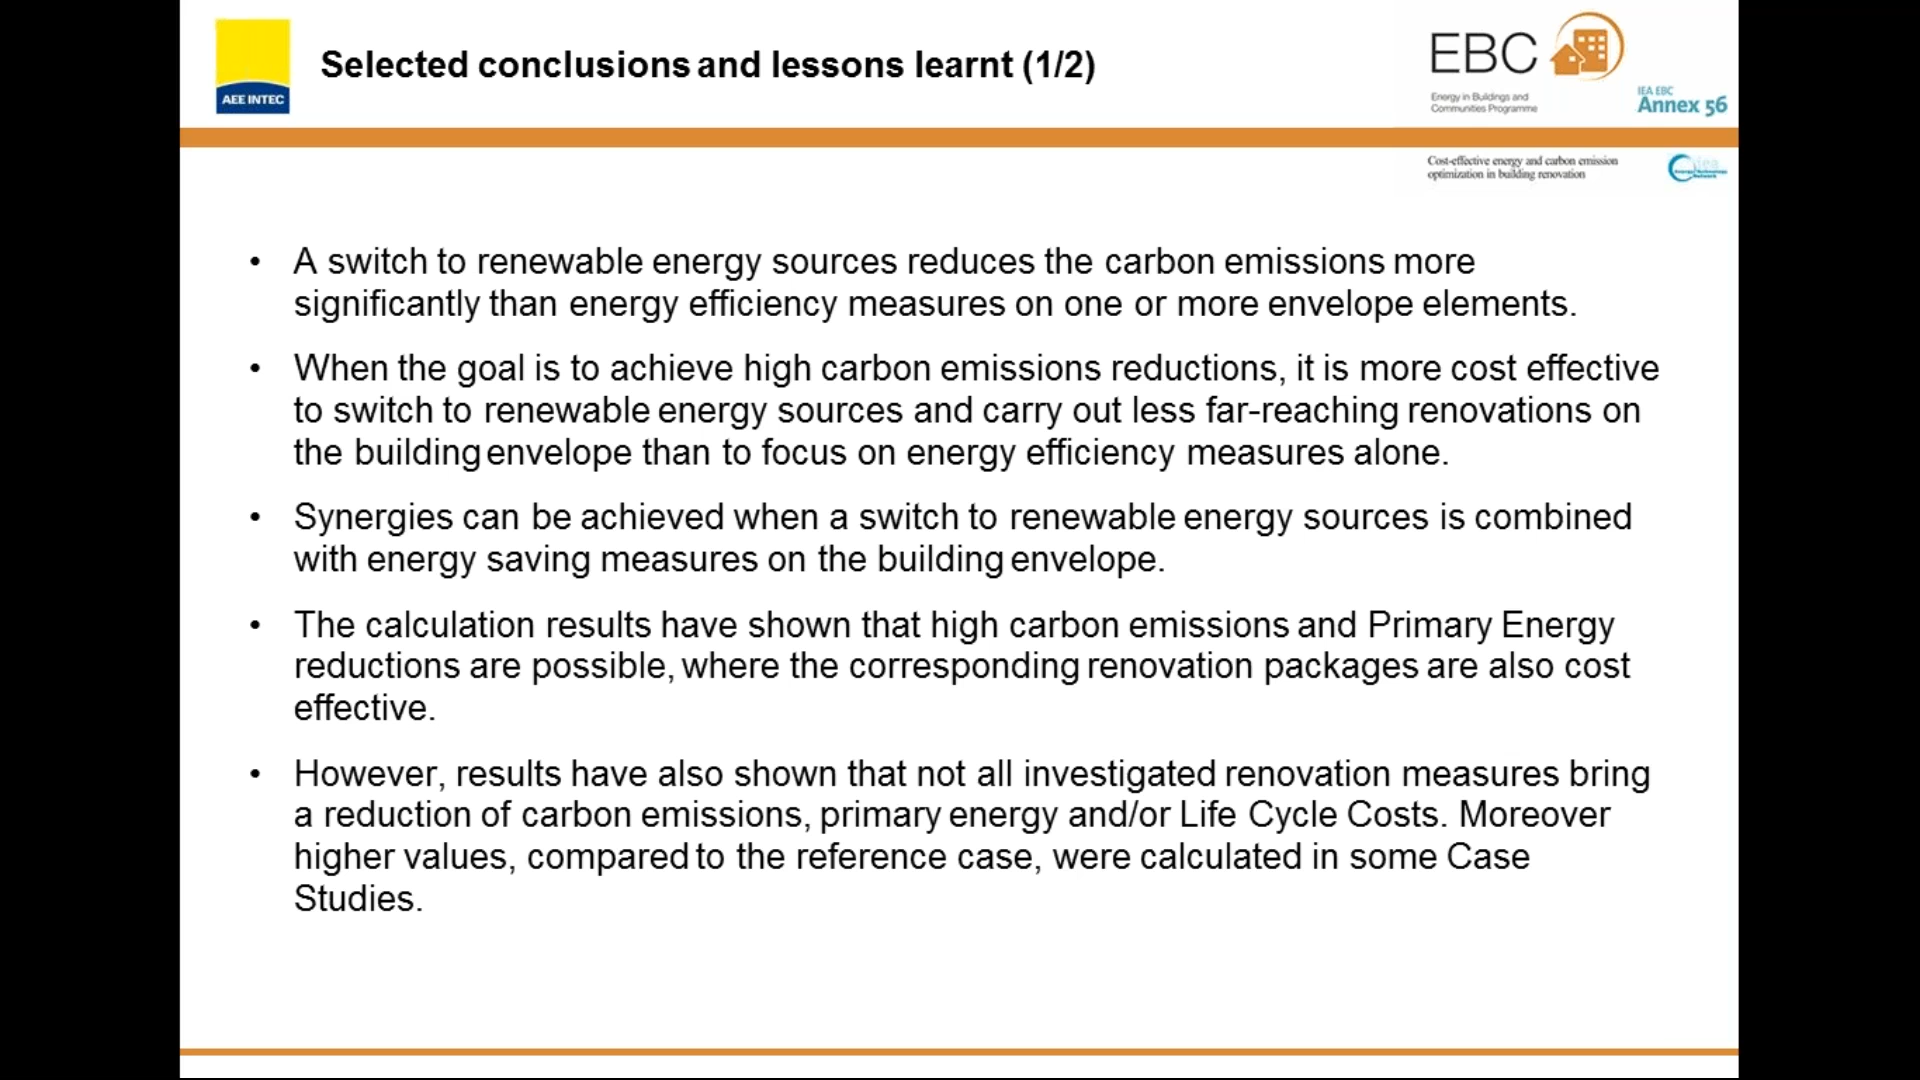 AEE INTEC
Selected conclusions and lessons learnt (1/2)
EBC
Energy in Buildings and
Communities Programme
IEA EBC
Annex 56
Cost-effective energy and carbon emission
optimization in building renovation
• A switch to renewable energy sources reduces the carbon emissions more
significantly than energy efficiency measures on one or more envelope elements.
• When the goal is to achieve high carbon emissions reductions, it is more cost effective
to switch to renewable energy sources and carry out less far-reaching renovations on
the building envelope than to focus on energy efficiency measures alone.
• Synergies can be achieved when a switch to renewable energy sources is combined
with energy saving measures on the building envelope.
• The calculation results have shown that high carbon emissions and Primary Energy
reductions are possible, where the corresponding renovation packages are also cost
effective.
• However, results have also shown that not all investigated renovation measures bring
a reduction of carbon emissions, primary energy and/or Life Cycle Costs. Moreover
higher values, compared to the reference case, were calculated in some Case
Studies.